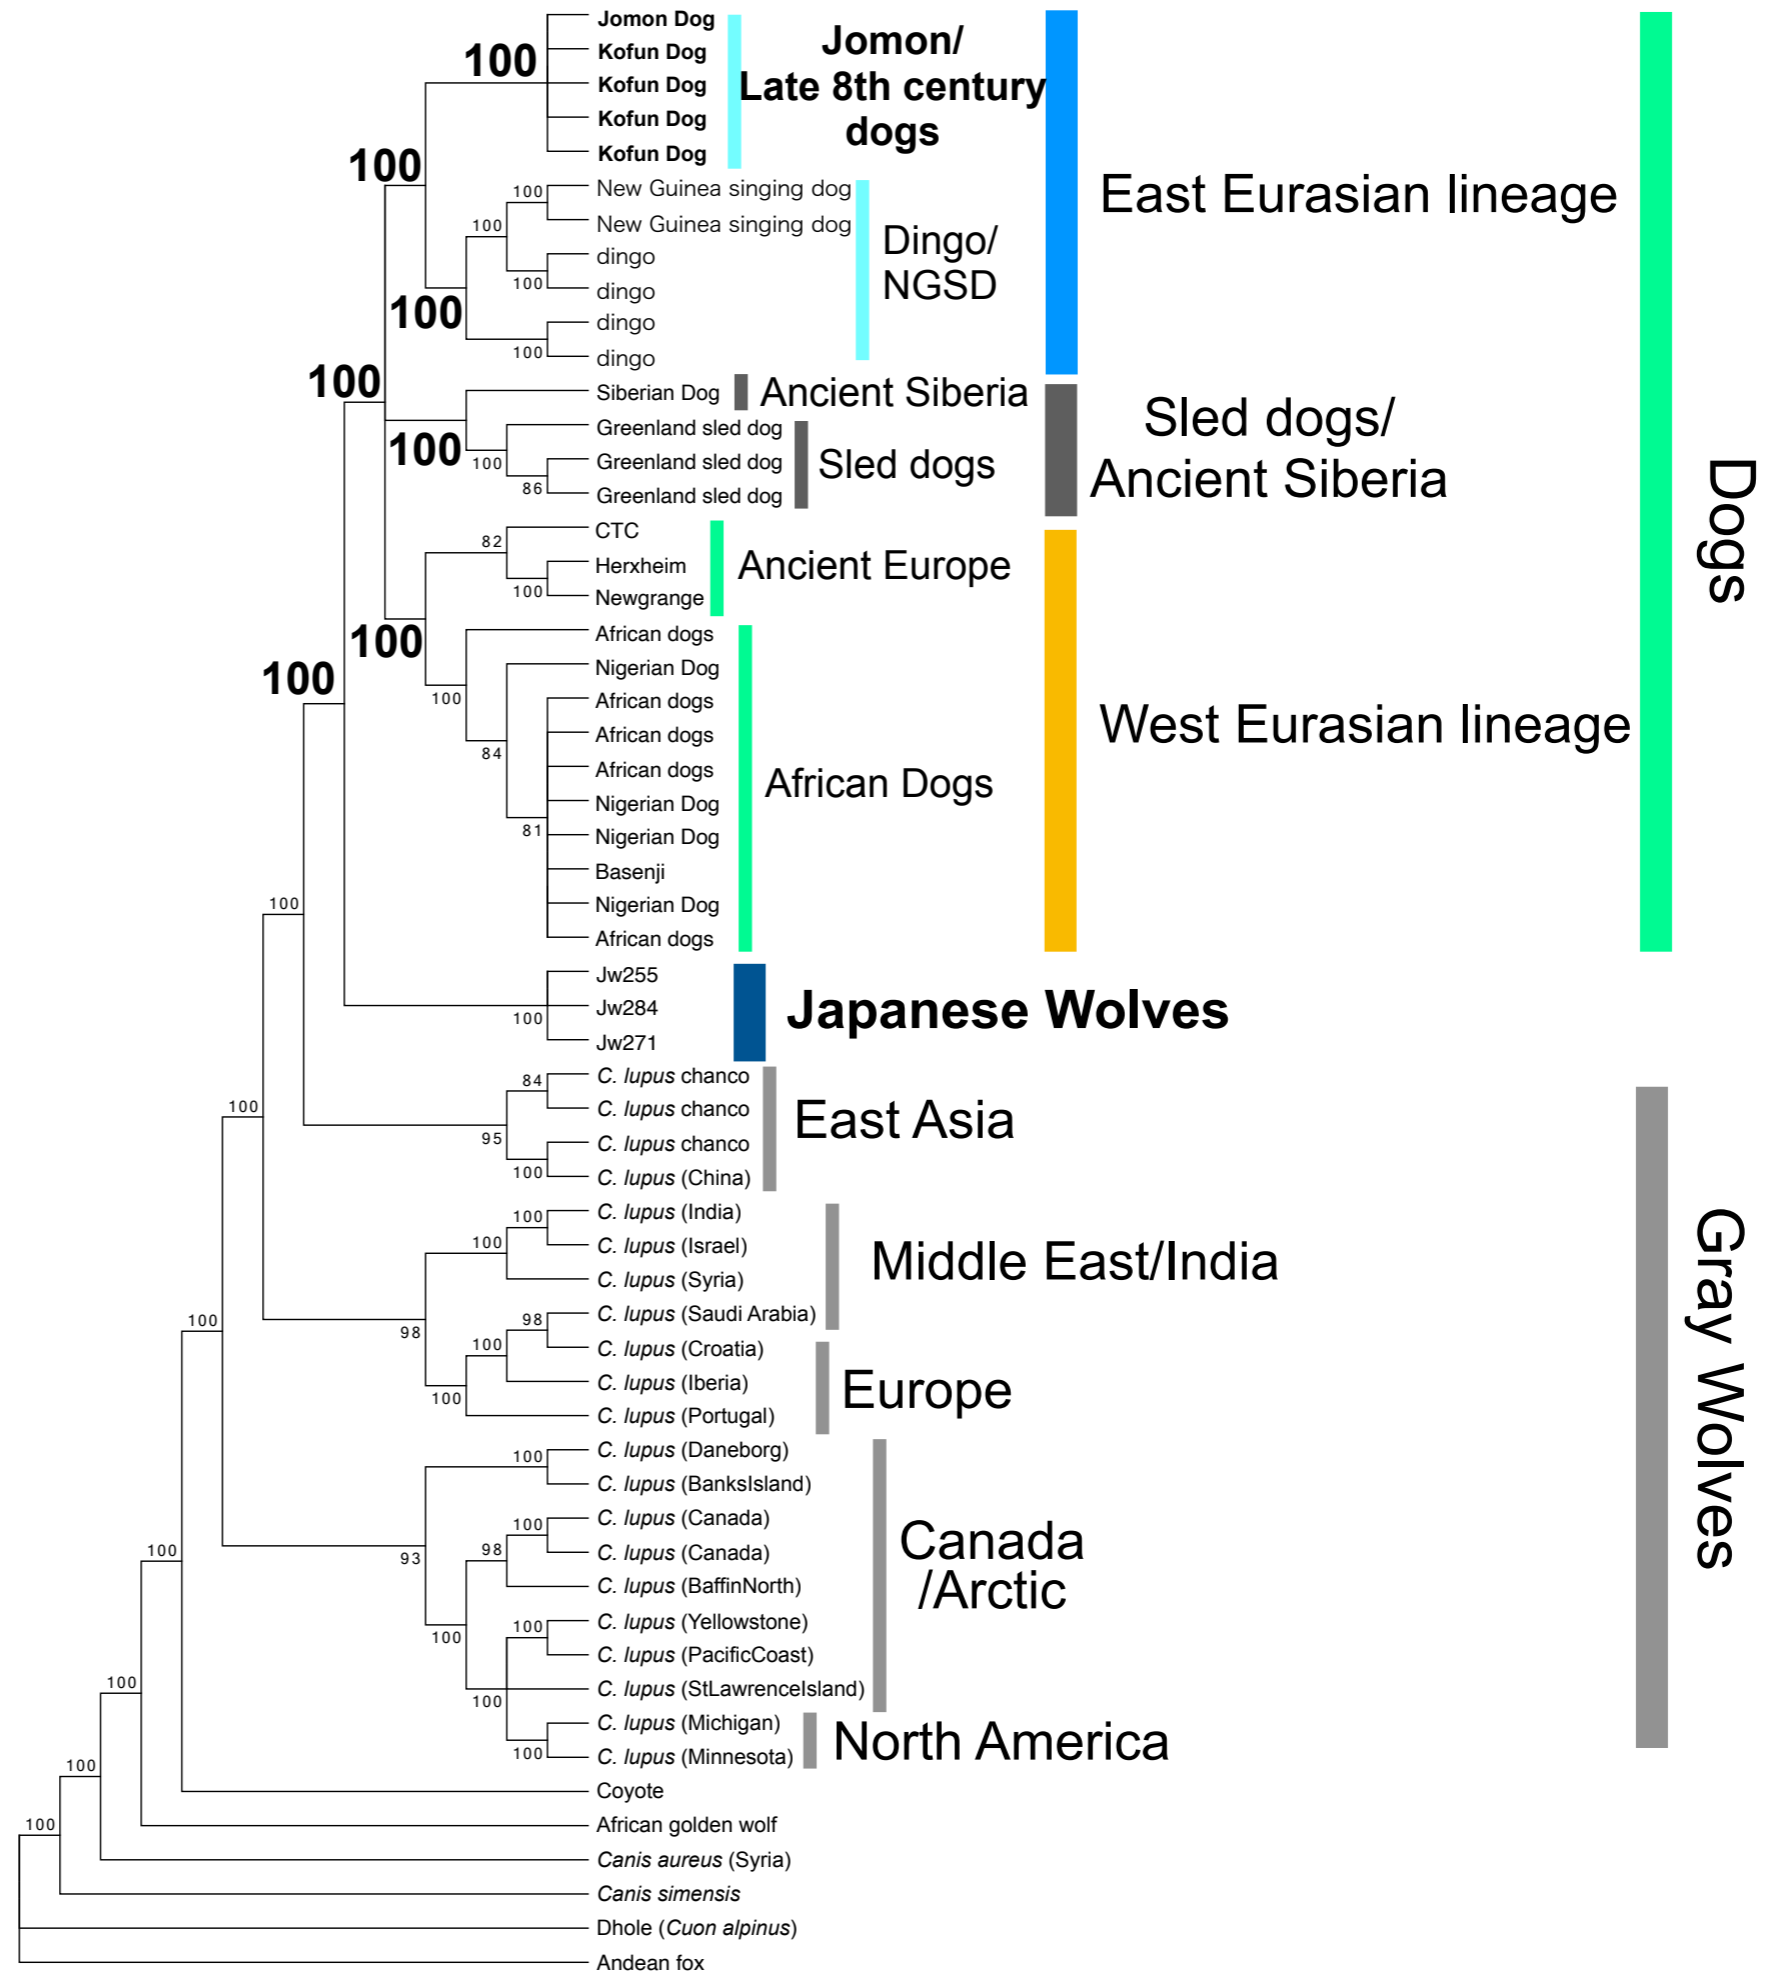 Jomon Dog
Kofun Dog
Kofun Dog
Kofun Dog
Kofun Dog
100
Jomon/
Late 8th century
dogs
100
New Guinea singing dog
New Guinea singing dog
dingo
dingo
dingo
dingo
100
100
100
100
100
Dingo/
NGSD
East Eurasian lineage
100
Siberian Dog
Ancient Siberia
Greenland sled dog
Greenland sled dog
Greenland sled dog
100
100
86
Sled dogs
Sled dogs/
Ancient Siberia
Dogs
CTC
Herxheim
Newgrange
82
100
Ancient Europe
100
100
African dogs
Nigerian Dog
African dogs
African dogs
African dogs
Nigerian Dog
Nigerian Dog
Basenji
Nigerian Dog
African dogs
100
84
81
African Dogs
West Eurasian lineage
100
Jw255
Jw284
Jw271
100
Japanese Wolves
C. lupus chanco
C. lupus chanco
C. lupus chanco
C. lupus (China)
84
95
100
East Asia
100
C. lupus (India)
C. lupus (Israel)
C. lupus (Syria)
C. lupus (Saudi Arabia)
100
100
98
Middle East/India
C. lupus (Croatia)
C. lupus (Iberia)
C. lupus (Portugal)
98
100
100
Europe
Gray Wolves
100
C. lupus (Daneborg)
C. lupus (BanksIsland)
C. lupus (Canada)
C. lupus (Canada)
C. lupus (BaffinNorth)
C. lupus (Yellowstone)
C. lupus (PacificCoast)
C. lupus (StLawrenceIsland)
100
100
98
93
100
100
100
Canada
/Arctic
C. lupus (Michigan)
C. lupus (Minnesota)
100
North America
100
Coyote
100
African golden wolf
100
Canis aureus (Syria)
100
Canis simensis
Dhole (Cuon alpinus)
Andean fox